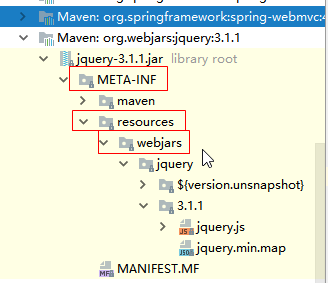 Maven: org.springframework:spring-webmvc:4
Maven: org.webjars:jquery:3.1.1
jquery-3.1.1.jar library root
META-INF
maven
resources
webjars
jquery
${version.unsnapshot}
3.1.1
jquery.js
jquery.min.map
MANIFEST.MF